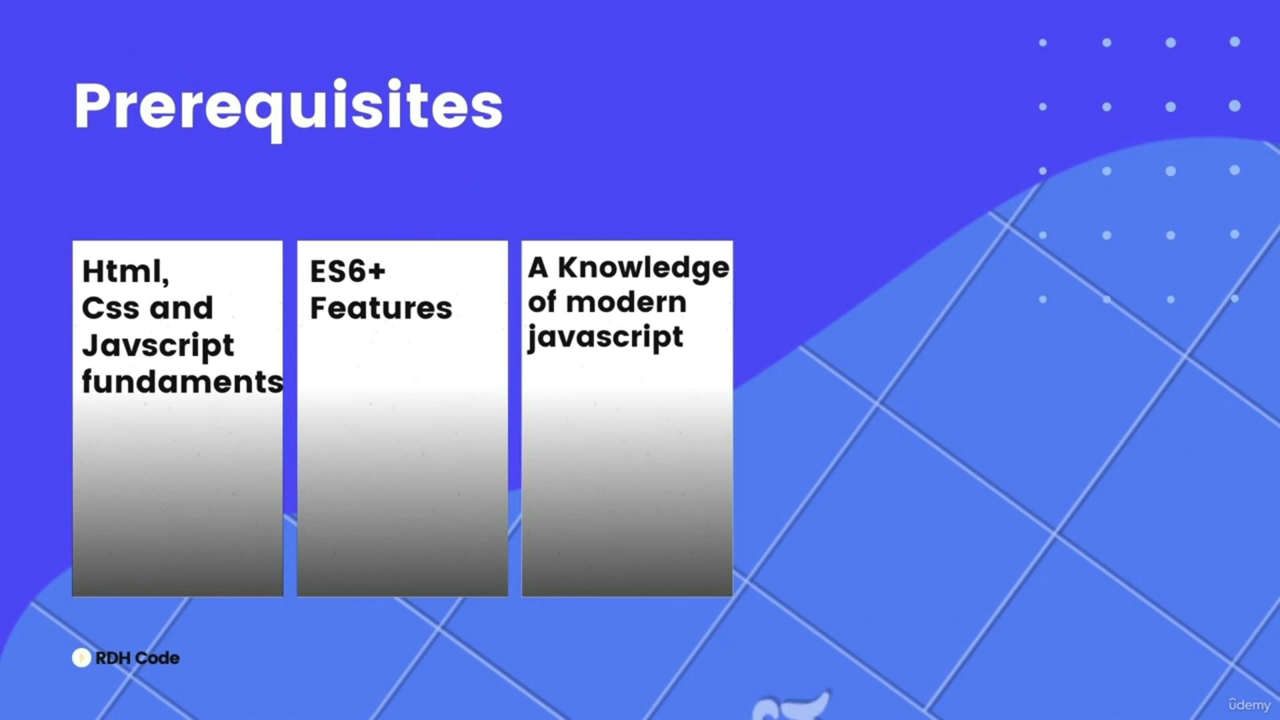 Prerequisites
Html,
Css and
Javscript
fundaments
ES6+
Features
A Knowledge
of modern
javascript
RDH Code
ûdemy